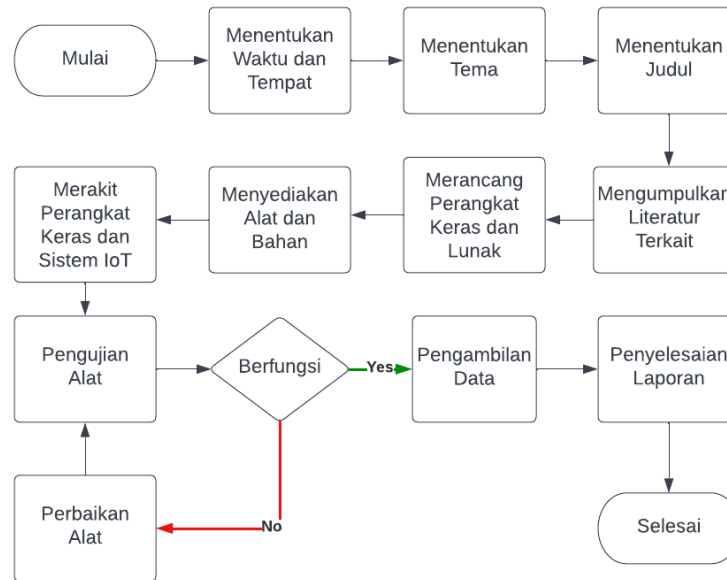 Mulai
Menentukan
Waktu dan
Tempat
Menentukan
Tema
Menentukan
Judul
Mengumpulkan
Literatur
Terkait
Merancang
Perangkat
Keras dan
Lunak
Menyediakan
Alat dan
Bahan
Merakit
Perangkat
Keras dan
Sistem IoT
Pengujian
Alat
Berfungsi
Yes
Pengambilan
Data
Penyelesaian
Laporan
Selesai
No
Perbaikan
Alat